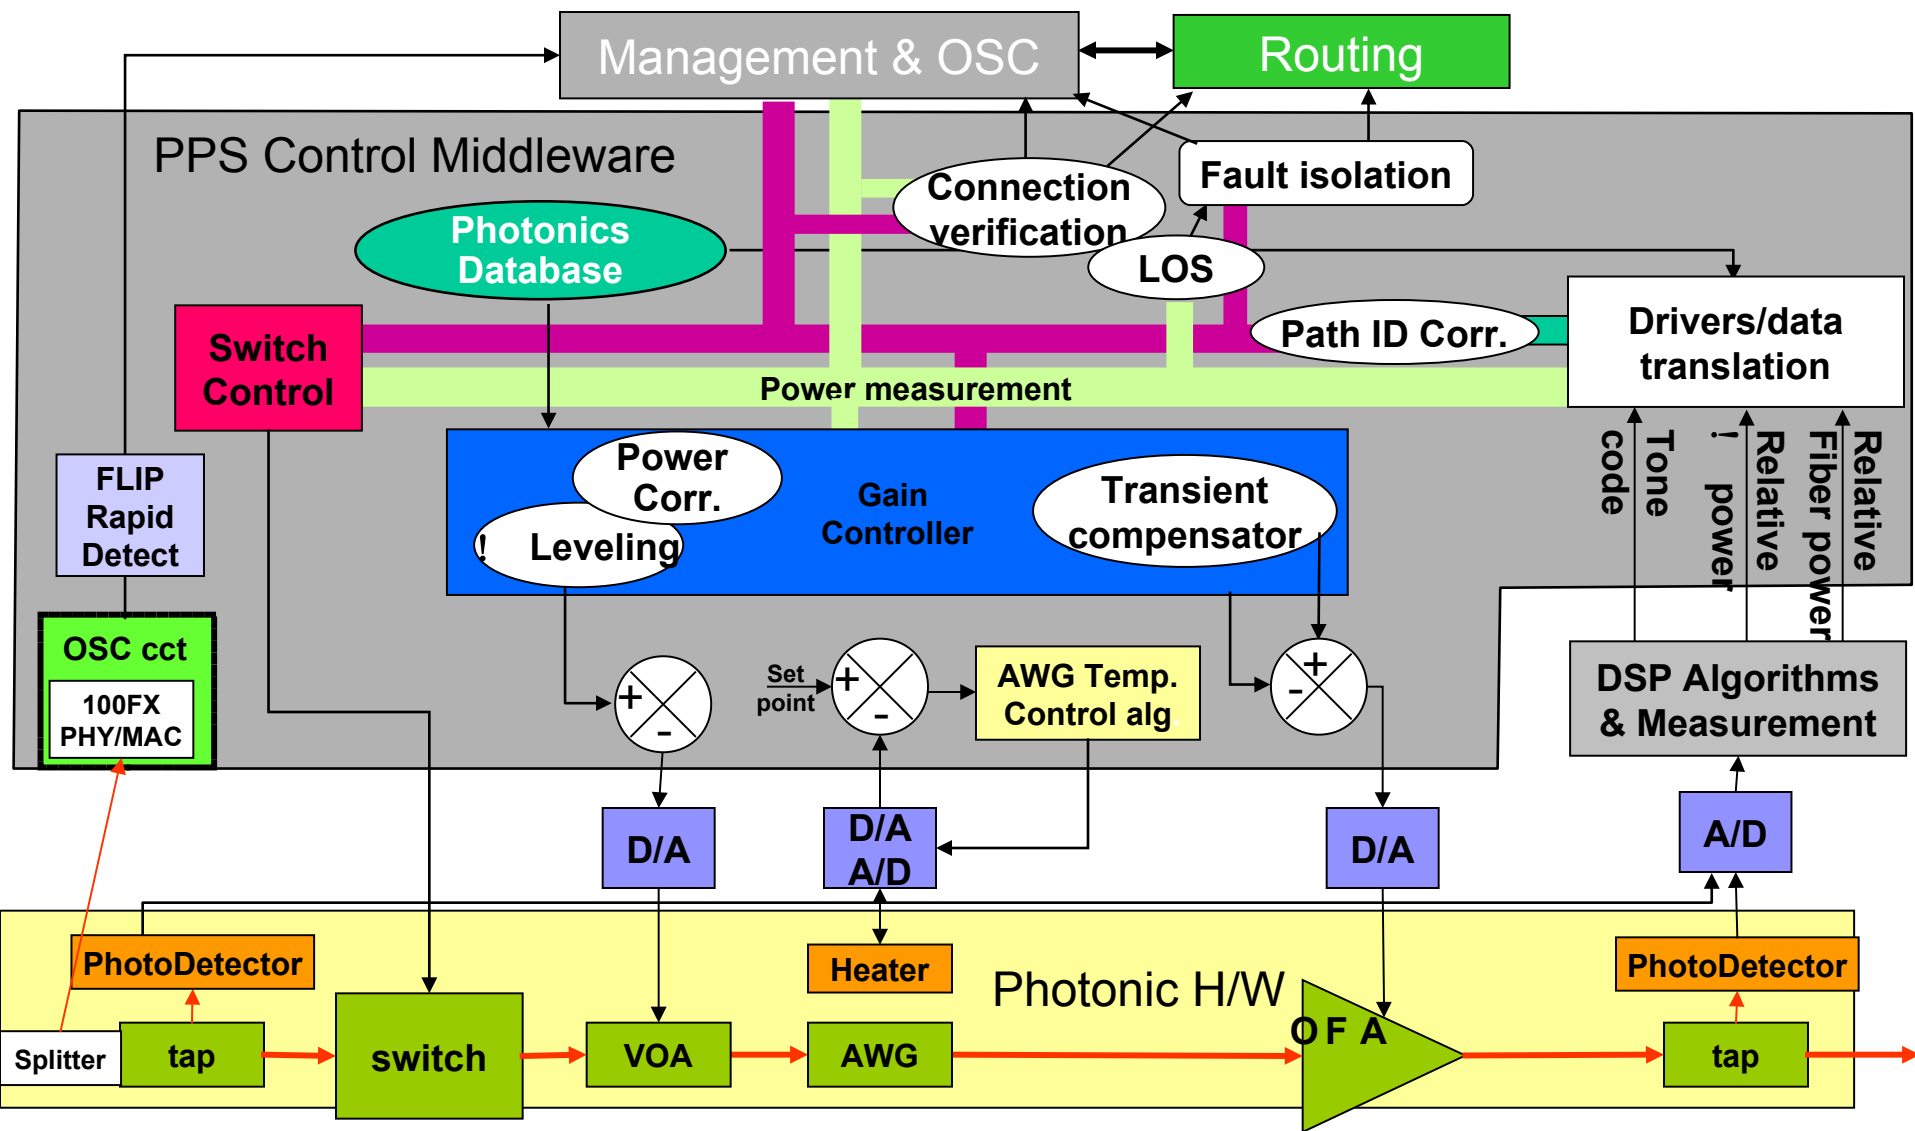 Management & OSC
Routing
PPS Control Middleware
Connection
verification
Fault isolation
Photonics
Database
LOS
Switch
Control
Path ID Corr.
Drivers/data
translation
Power measurement
FLIP
Rapid
Detect
Power
Corr.
! Leveling
Gain
Controller
Transient
compensator
Tone
code
Relative
! power
Relative
Fiber power
OSC cct
100FX
PHY/MAC
+
-
Set
point
+
-
AWG Temp.
Control alg.
+
-
DSP Algorithms
& Measurement
D/A
D/A
A/D
D/A
A/D
PhotoDetector
Heater
Photonic H/W
PhotoDetector
Splitter
tap
switch
VOA
AWG
OFA
tap